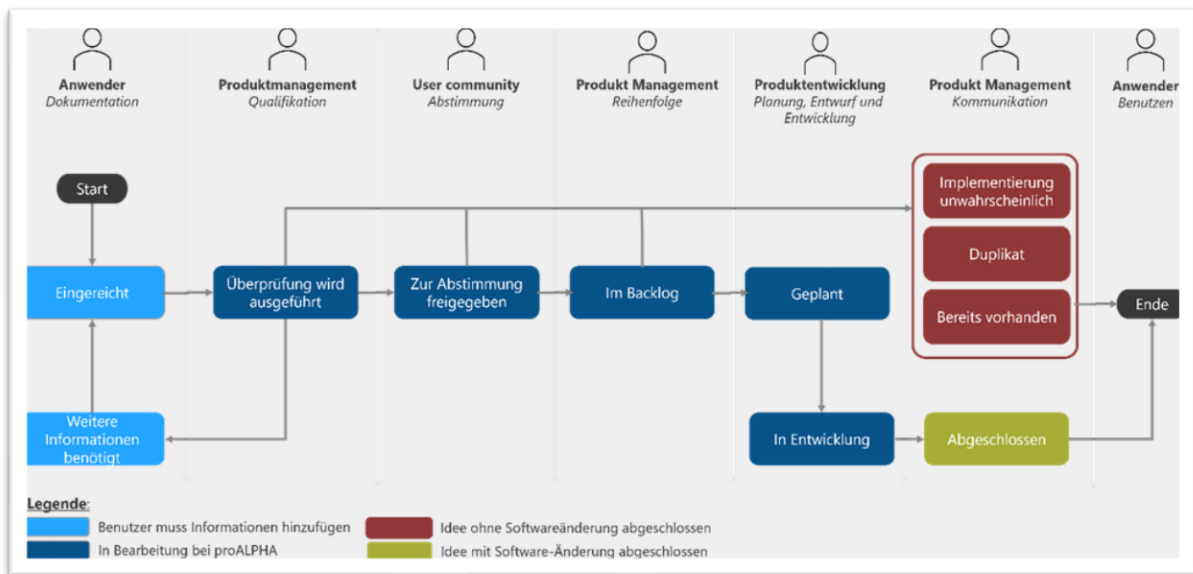 Anwender
Dokumentation
Produktmanagement
Qualifikation
User community
Abstimmung
Produkt Management
Reihenfolge
Produktentwicklung
Planung, Entwurf und
Entwicklung
Produkt Management
Kommunikation
Anwender
Benutzen
Start
Implementierung
unwahrscheinlich
Duplikat
Eingereicht
Überprüfung wird
ausgeführt
Zur Abstimmung
freigegeben
Im Backlog
Geplant
Bereits vorhanden
Ende
Weitere
Informationen
benötigt
In Entwicklung
Abgeschlossen
Legende:
Benutzer muss Informationen hinzufügen
Idee ohne Softwareänderung abgeschlossen
In Bearbeitung bei proALPHA
Idee mit Software-Änderung abgeschlossen